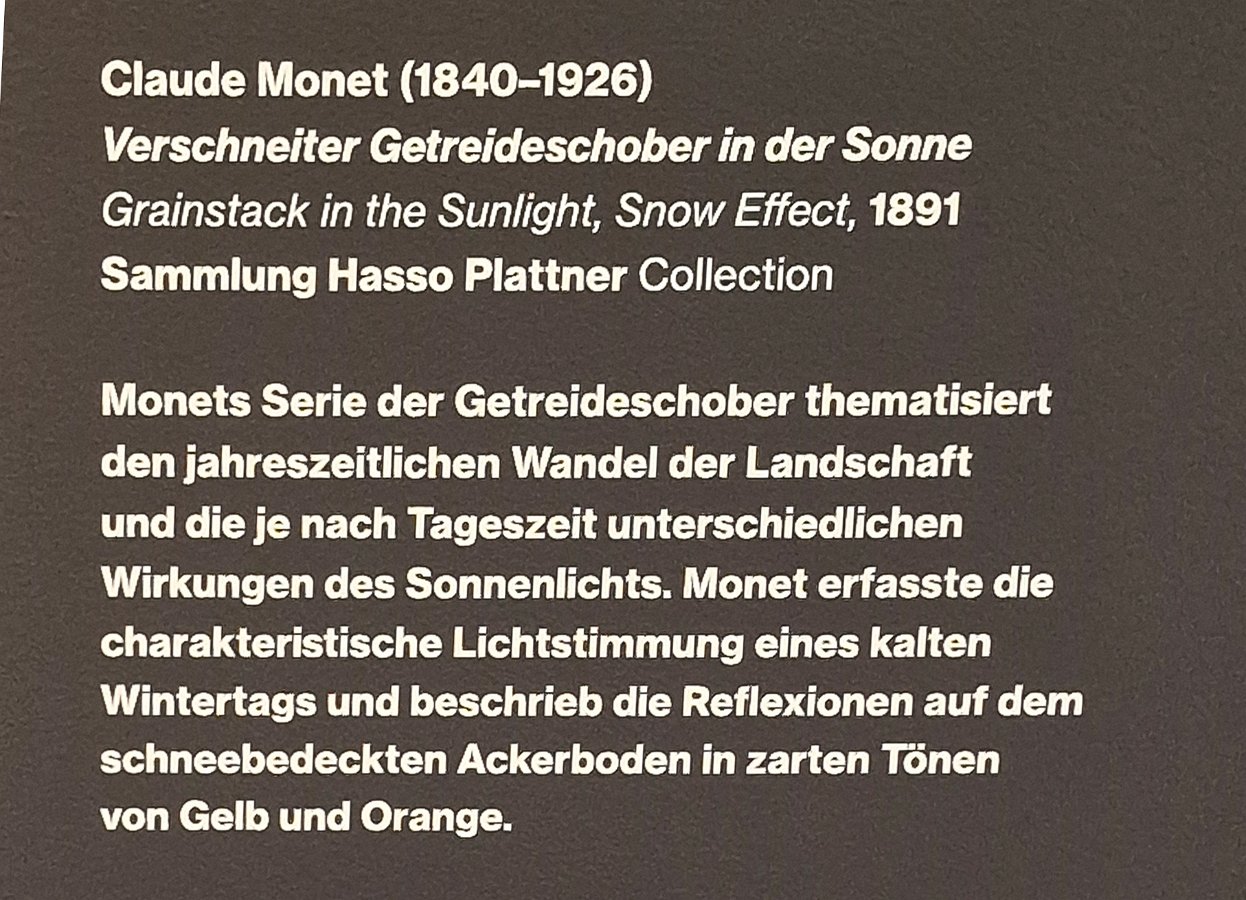 Claude Monet (1840–1926)
Verschneiter Getreideschober in der Sonne
Grainstack in the Sunlight, Snow Effect, 1891
Sammlung Hasso Plattner Collection
Monets Serie der Getreideschober thematisiert
den jahreszeitlichen Wandel der Landschaft
und die je nach Tageszeit unterschiedlichen
Wirkungen des Sonnenlichts. Monet erfasste die
charakteristische Lichtstimmung eines kalten
Wintertags und beschrieb die Reflexionen auf dem
schneebedeckten Ackerboden in zarten Tönen
von Gelb und Orange.